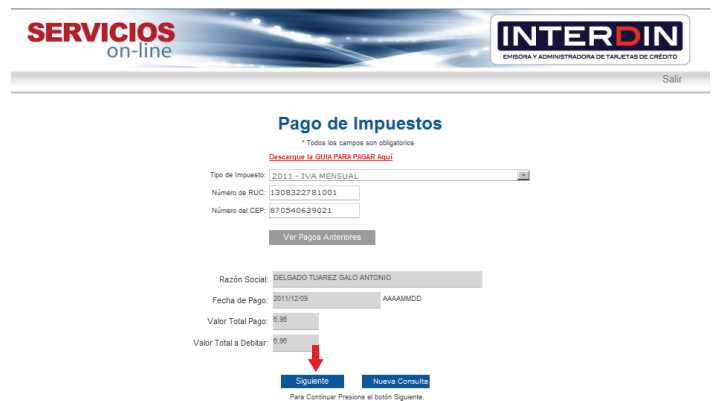 SERVICIOS
on-line
INTERDIN
EMISORA Y ADMINISTRADORA DE TARJETAS DE CRÉDITO
Salir
Pago de Impuestos
* Todos los campos son obligatorios
Descargue la GUIA PARA PAGAR Aquí
Tipo de Impuesto: 2011 - IVA MENSUAL
Número de RUC: 1308322781001
Número del CEP: 870540639021
Ver Pagos Anteriores
Razón Social: DELGADO TUAREZ GALO ANTONIO
Fecha de Pago: 2011/12/09 AAAAMMDD
Valor Total Pago: 6,96
Valor Total a Debitar: 6,96
Siguiente Nueva Consulta
Para Continuar Presione el botón Siguiente.